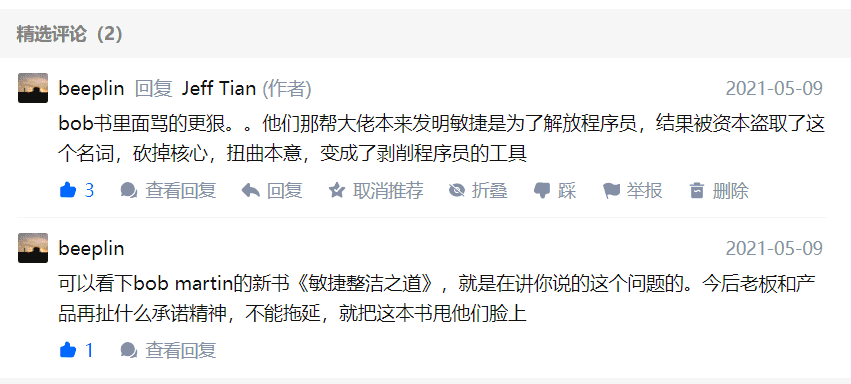 精选评论（2）
beeplin 回复 Jeff Tian (作者) 2021-05-09
bob书里面骂的更狠。。他们那帮大佬本来发明敏捷是为了解放程序员，结果被资本盗取了这
个名词，砍掉核心，扭曲本意，变成了剥削程序员的工具
3 查看回复 回复 取消推荐 折叠 踩 举报 删除
beeplin 2021-05-09
可以看下bob martin的新书《敏捷整洁之道》，就是在讲你说的这个问题的。今后老板和产
品再扯什么承诺精神，不能拖延，就把这本书甩他们脸上
1 查看回复